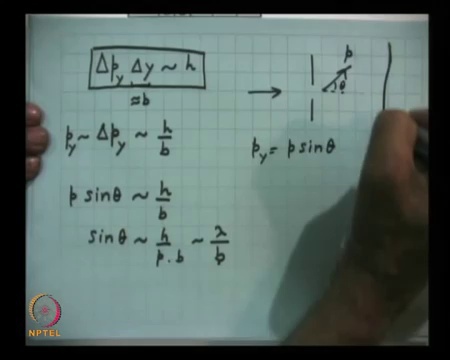 Δp_y Δy ~ h
≈ b
p_y ~ Δp_y ~ h/b
p sinθ ~ h/b
sinθ ~ h/(p.b) ~ λ/b
p
θ
p_y = p sinθ
NPTEL